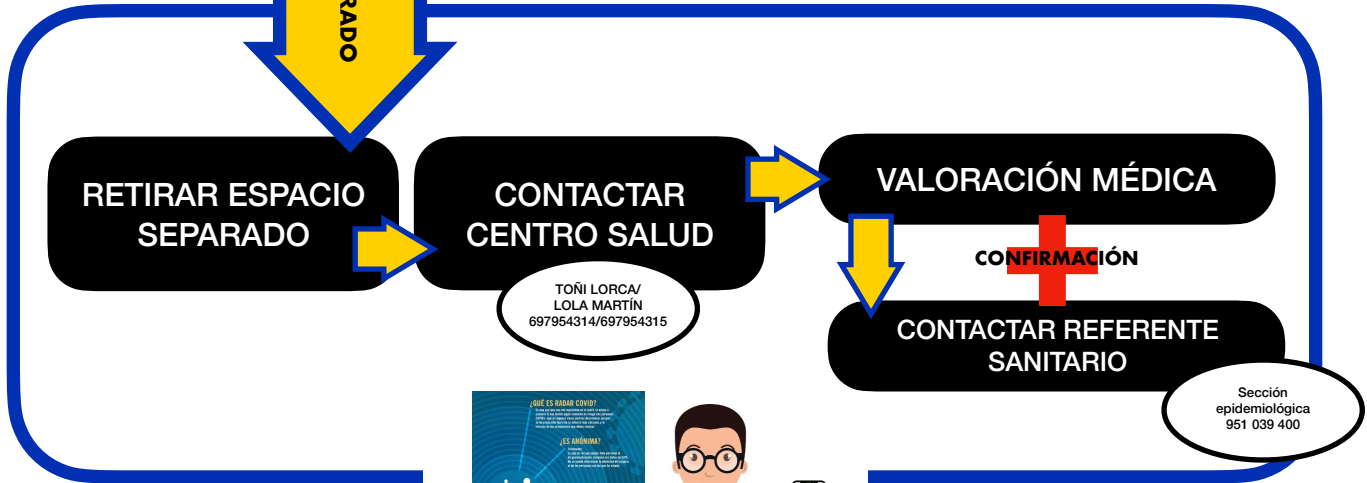 RADO
RETIRAR ESPACIO
SEPARADO
CONTACTAR
CENTRO SALUD
TOÑI LORCA/
LOLA MARTÍN
697954314/697954315
VALORACIÓN MÉDICA
CONFIRMACIÓN
CONTACTAR REFERENTE
SANITARIO
Sección
epidemiológica
951 039 400
¿QUÉ ES RADAR COVID?
¿ES ANÓNIMA?